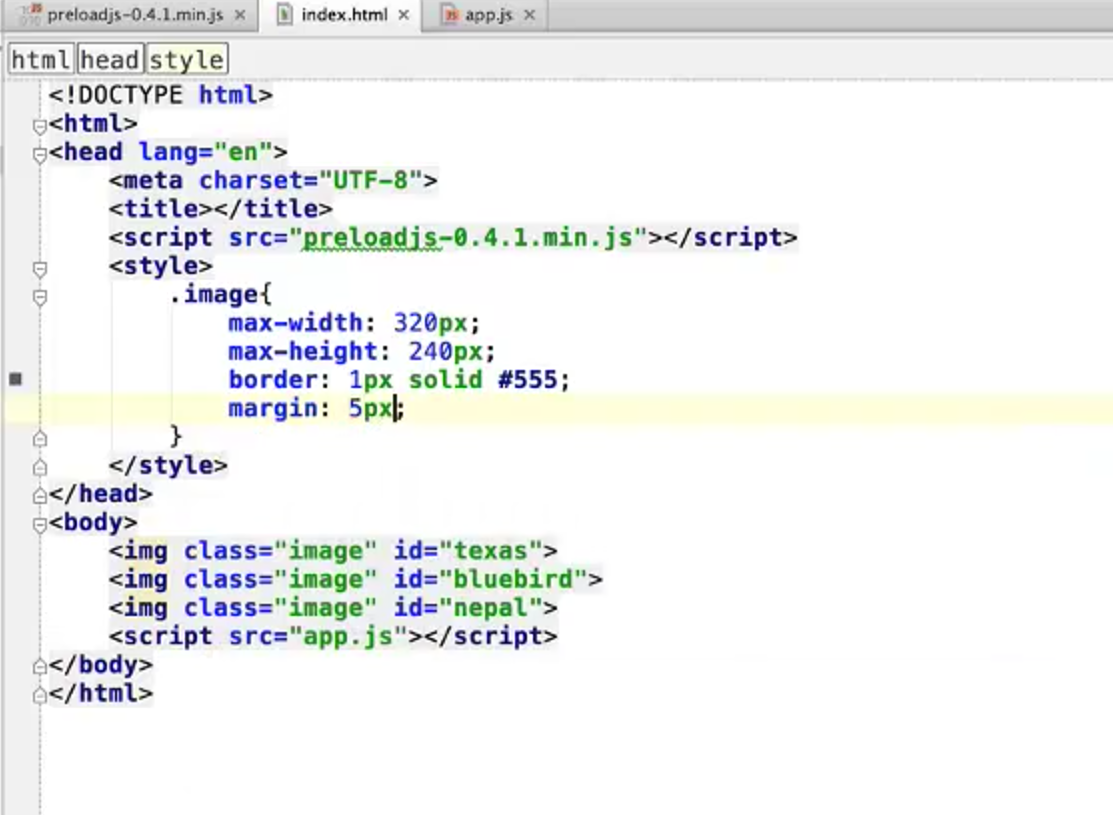 preloadjs-0.4.1.min.js × index.html × app.js ×
html head style
<!DOCTYPE html>
<html>
<head lang="en">
    <meta charset="UTF-8">
    <title></title>
    <script src="preloadjs-0.4.1.min.js"></script>
    <style>
        .image{
            max-width: 320px;
            max-height: 240px;
            border: 1px solid #555;
            margin: 5px;
        }
    </style>
</head>
<body>
    <img class="image" id="texas">
    <img class="image" id="bluebird">
    <img class="image" id="nepal">
    <script src="app.js"></script>
</body>
</html>